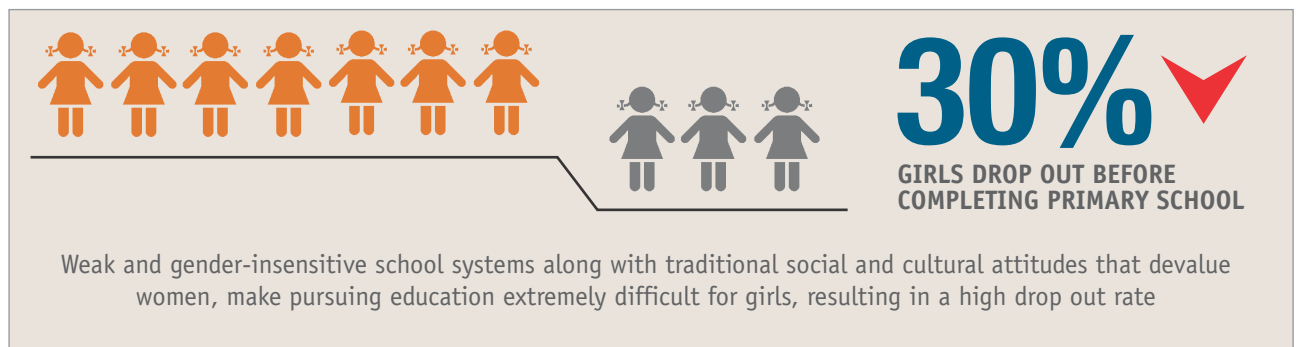 30%
GIRLS DROP OUT BEFORE
COMPLETING PRIMARY SCHOOL
Weak and gender-insensitive school systems along with traditional social and cultural attitudes that devalue
women, make pursuing education extremely difficult for girls, resulting in a high drop out rate